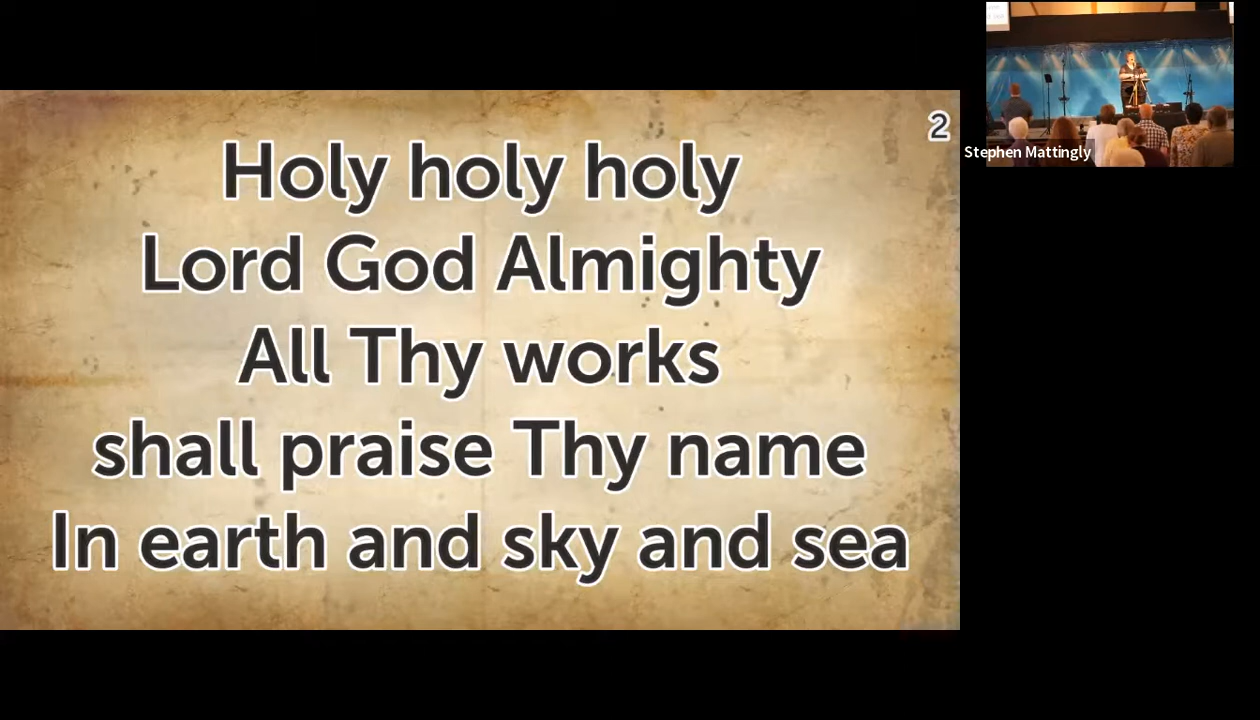 2
Holy holy holy
Lord God Almighty
All Thy works
shall praise Thy name
In earth and sky and sea
Stephen Mattingly